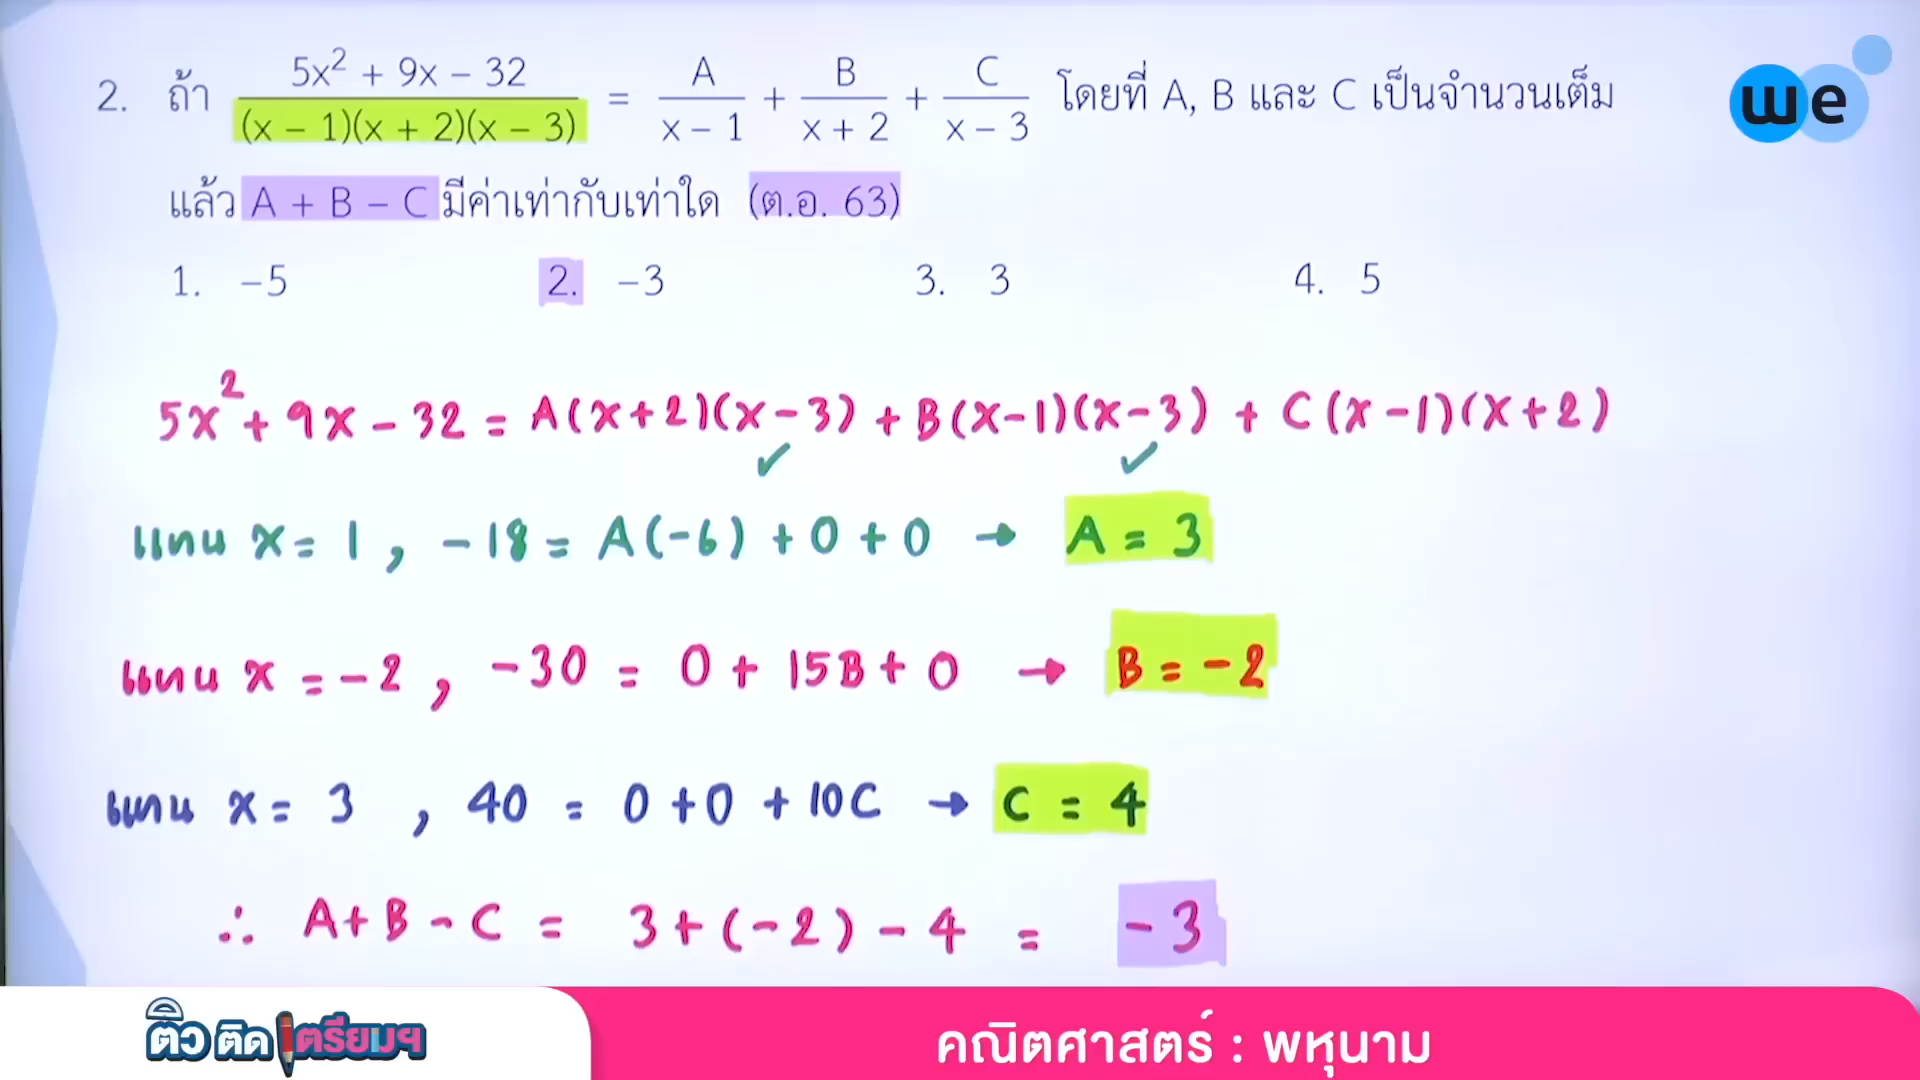 2. ถ้า (5x² + 9x – 32)/((x – 1)(x + 2)(x – 3)) = A/(x – 1) + B/(x + 2) + C/(x – 3) โดยที่ A, B และ C เป็นจำนวนเต็ม
we
แล้ว A + B – C มีค่าเท่ากับเท่าใด (ต.อ. 63)
1. –5 2. –3 3. 3 4. 5
5x² + 9x – 32 = A(x+2)(x–3) + B(x–1)(x–3) + C(x–1)(x+2)
แทน x = 1 , –18 = A(–6) + 0 + 0 → A = 3
แทน x = –2 , –30 = 0 + 15B + 0 → B = –2
แทน x = 3 , 40 = 0 + 0 + 10C → C = 4
∴ A + B – C = 3 + (–2) – 4 = –3
ติว ติด เตรียมฯ
คณิตศาสตร์ : พหุนาม